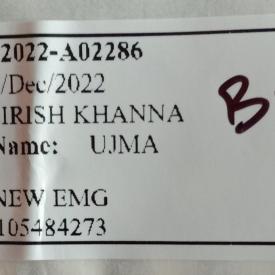 2022-A02286
/Dec/2022
IRISH KHANNA
Name: UJMA
NEW EMG
105484273
B